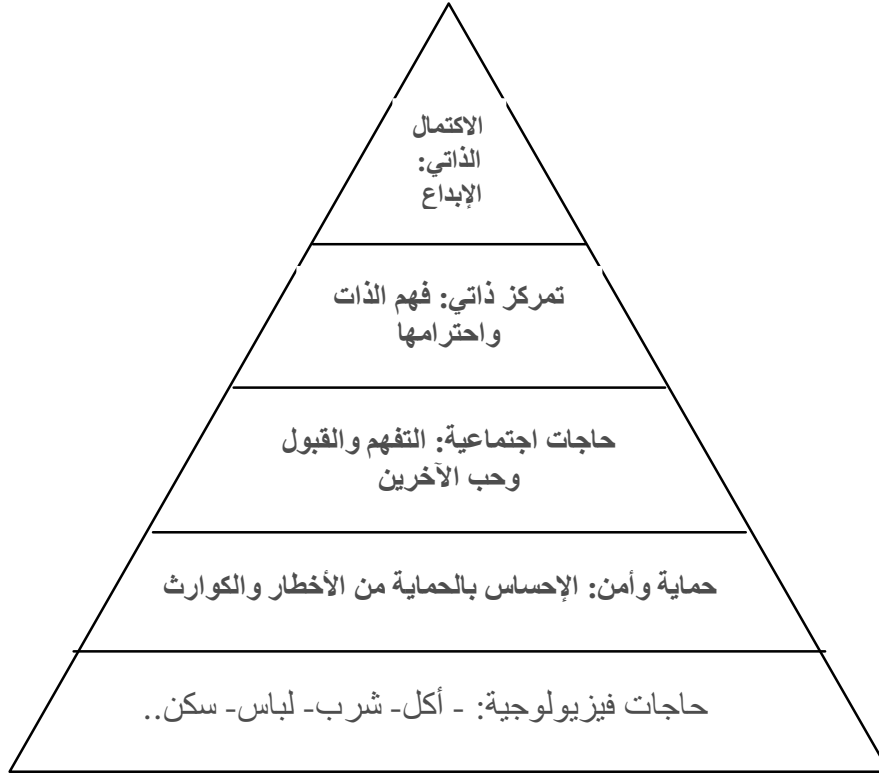 الاكتمال
الذاتي:
الإبداع
تمركز ذاتي: فهم الذات
واحترامها
حاجات اجتماعية: التفهم والقبول
وحب الآخرين
حماية وأمن: الإحساس بالحماية من الأخطار والكوارث
حاجات فيزيولوجية: - أكل- شرب- لباس- سكن..